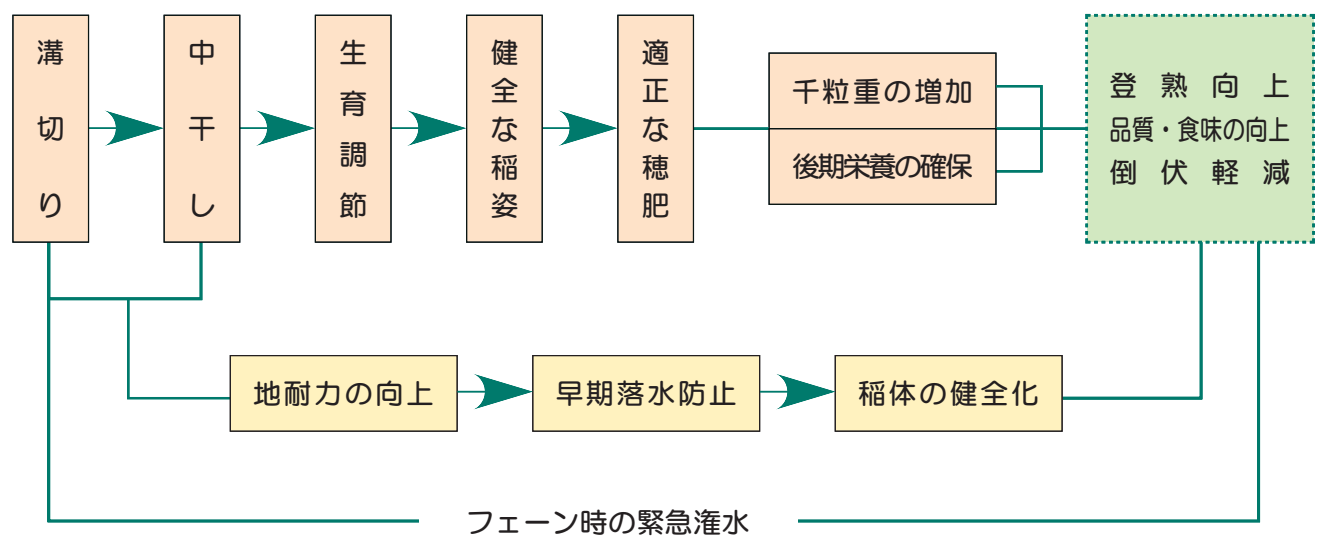 溝切り
中干し
生育調節
健全な稲姿
適正な穂肥
千粒重の増加
後期栄養の確保
登熟向上
品質・食味の向上
倒伏軽減
地耐力の向上
早期落水防止
稲体の健全化
フェーン時の緊急潅水